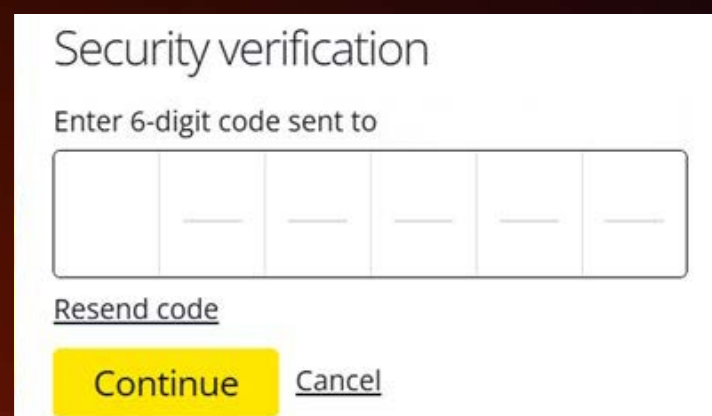 Security verification
Enter 6-digit code sent to
Resend code
Continue Cancel